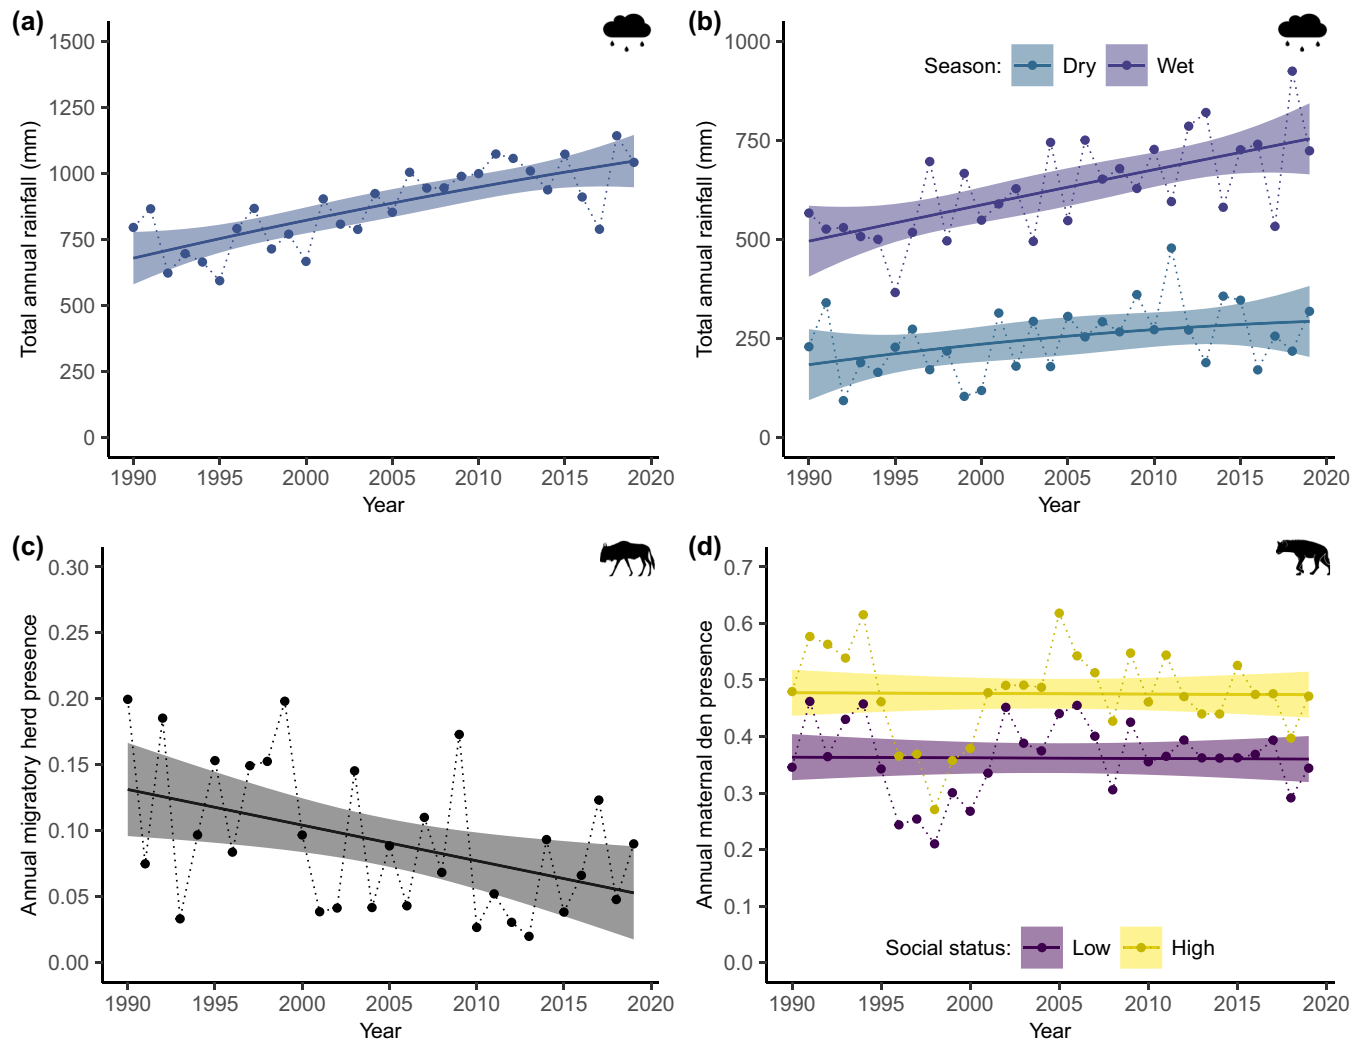 (a)
Total annual rainfall (mm)
1500
1250
1000
750
500
250
0
1990 1995 2000 2005 2010 2015 2020
Year
(b)
Total annual rainfall (mm)
Season: Dry Wet
1000
750
500
250
0
1990 1995 2000 2005 2010 2015 2020
Year
(c)
Annual migratory herd presence
0.30
0.25
0.20
0.15
0.10
0.05
0.00
1990 1995 2000 2005 2010 2015 2020
Year
(d)
Annual maternal den presence
0.7
0.6
0.5
0.4
0.3
0.2
0.1
0.0
Social status: Low High
1990 1995 2000 2005 2010 2015 2020
Year